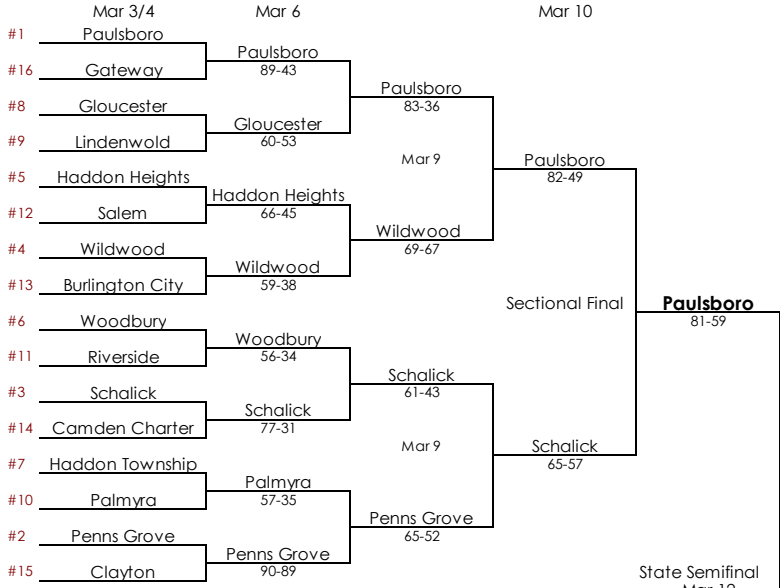 Mar 3/4 Mar 6 Mar 10
#1 Paulsboro
Paulsboro
89-43
#16 Gateway
Paulsboro
83-36
#8 Gloucester
Gloucester
60-53
#9 Lindenwold
Mar 9
Paulsboro
82-49
#5 Haddon Heights
Haddon Heights
66-45
#12 Salem
Wildwood
69-67
#4 Wildwood
Wildwood
59-38
#13 Burlington City
Sectional Final
Paulsboro
81-59
#6 Woodbury
Woodbury
56-34
#11 Riverside
Schalick
61-43
#3 Schalick
Schalick
77-31
#14 Camden Charter
Mar 9
Schalick
65-57
#7 Haddon Township
Palmyra
57-35
#10 Palmyra
Penns Grove
65-52
#2 Penns Grove
Penns Grove
90-89
#15 Clayton
State Semifinal